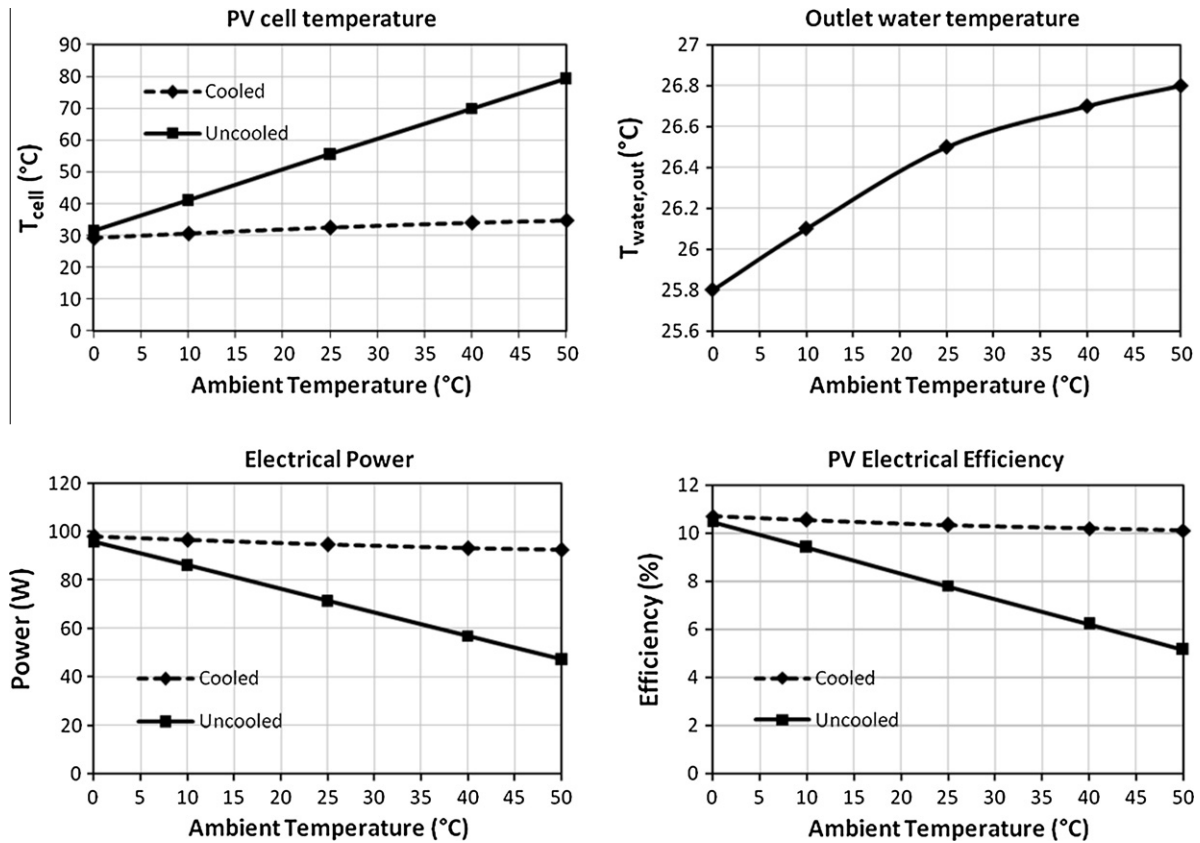 PV cell temperature
90
80
70
60
50
40
30
20
10
0
T_cell (°C)
Cooled
Uncooled
0 5 10 15 20 25 30 35 40 45 50
Ambient Temperature (°C)
Outlet water temperature
27
26.8
26.6
26.4
26.2
26
25.8
25.6
T_water,out (°C)
0 5 10 15 20 25 30 35 40 45 50
Ambient Temperature (°C)
Electrical Power
120
100
80
60
40
20
0
Power (W)
Cooled
Uncooled
0 5 10 15 20 25 30 35 40 45 50
Ambient Temperature (°C)
PV Electrical Efficiency
12
10
8
6
4
2
0
Efficiency (%)
Cooled
Uncooled
0 5 10 15 20 25 30 35 40 45 50
Ambient Temperature (°C)